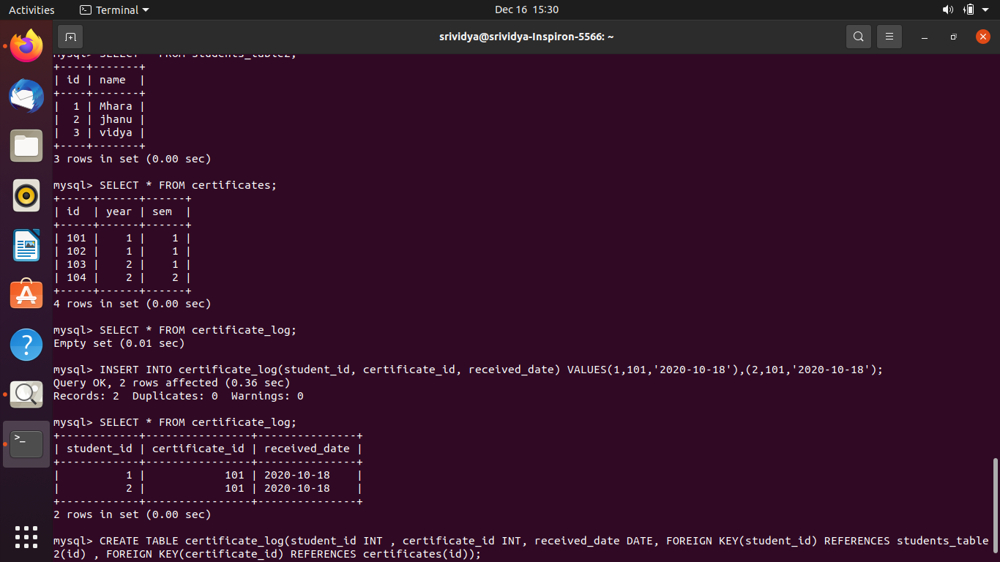 Activities
Terminal
Dec 16 15:30
srividya@srividya-Inspiron-5566: ~
mysql> SELECT * FROM students_table2;
+----+-------+
| id | name  |
+----+-------+
|  1 | Mhara |
|  2 | jhanu |
|  3 | vidya |
+----+-------+
3 rows in set (0.00 sec)
mysql> SELECT * FROM certificates;
+-----+------+------+
| id  | year | sem  |
+-----+------+------+
| 101 |    1 |    1 |
| 102 |    1 |    1 |
| 103 |    2 |    1 |
| 104 |    2 |    2 |
+-----+------+------+
4 rows in set (0.00 sec)
mysql> SELECT * FROM certificate_log;
Empty set (0.01 sec)
mysql> INSERT INTO certificate_log(student_id, certificate_id, received_date) VALUES(1,101,'2020-10-18'),(2,101,'2020-10-18');
Query OK, 2 rows affected (0.36 sec)
Records: 2  Duplicates: 0  Warnings: 0
mysql> SELECT * FROM certificate_log;
+------------+----------------+---------------+
| student_id | certificate_id | received_date |
+------------+----------------+---------------+
|          1 |            101 | 2020-10-18    |
|          2 |            101 | 2020-10-18    |
+------------+----------------+---------------+
2 rows in set (0.00 sec)
mysql> CREATE TABLE certificate_log(student_id INT , certificate_id INT, received_date DATE, FOREIGN KEY(student_id) REFERENCES students_table
2(id) , FOREIGN KEY(certificate_id) REFERENCES certificates(id));